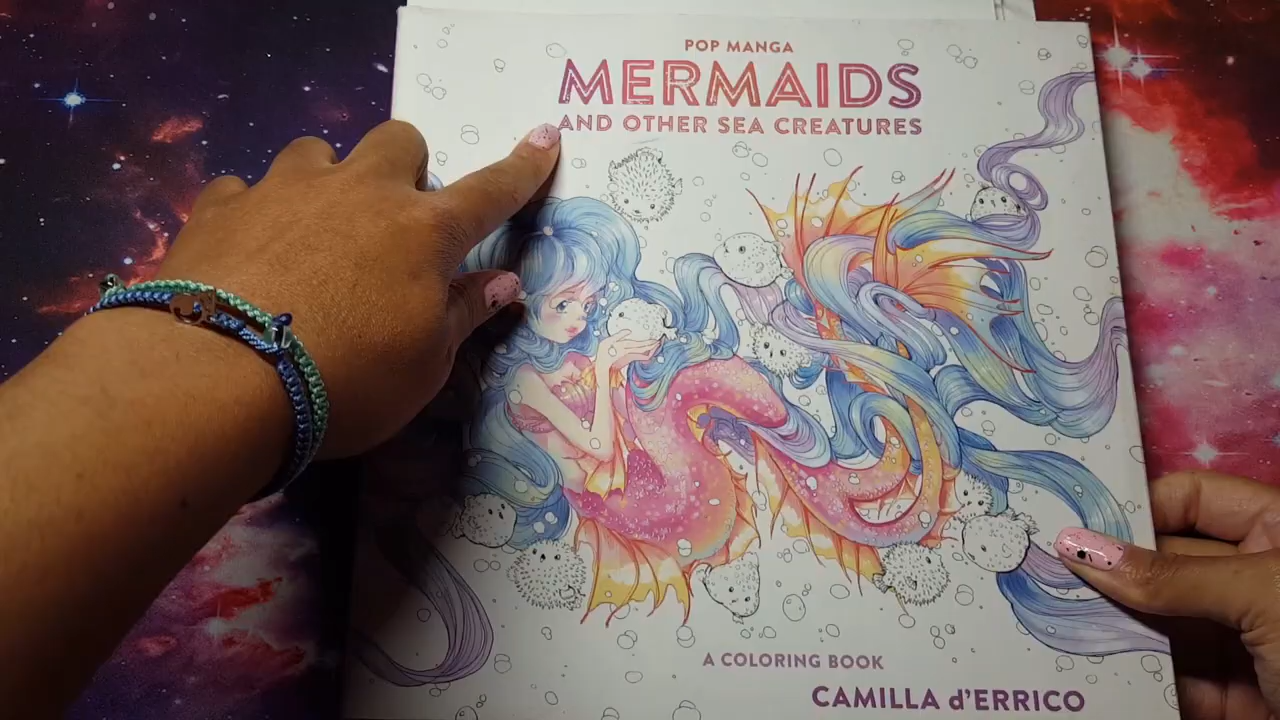 POP MANGA
MERMAIDS
AND OTHER SEA CREATURES
A COLORING BOOK
CAMILLA d'ERRICO